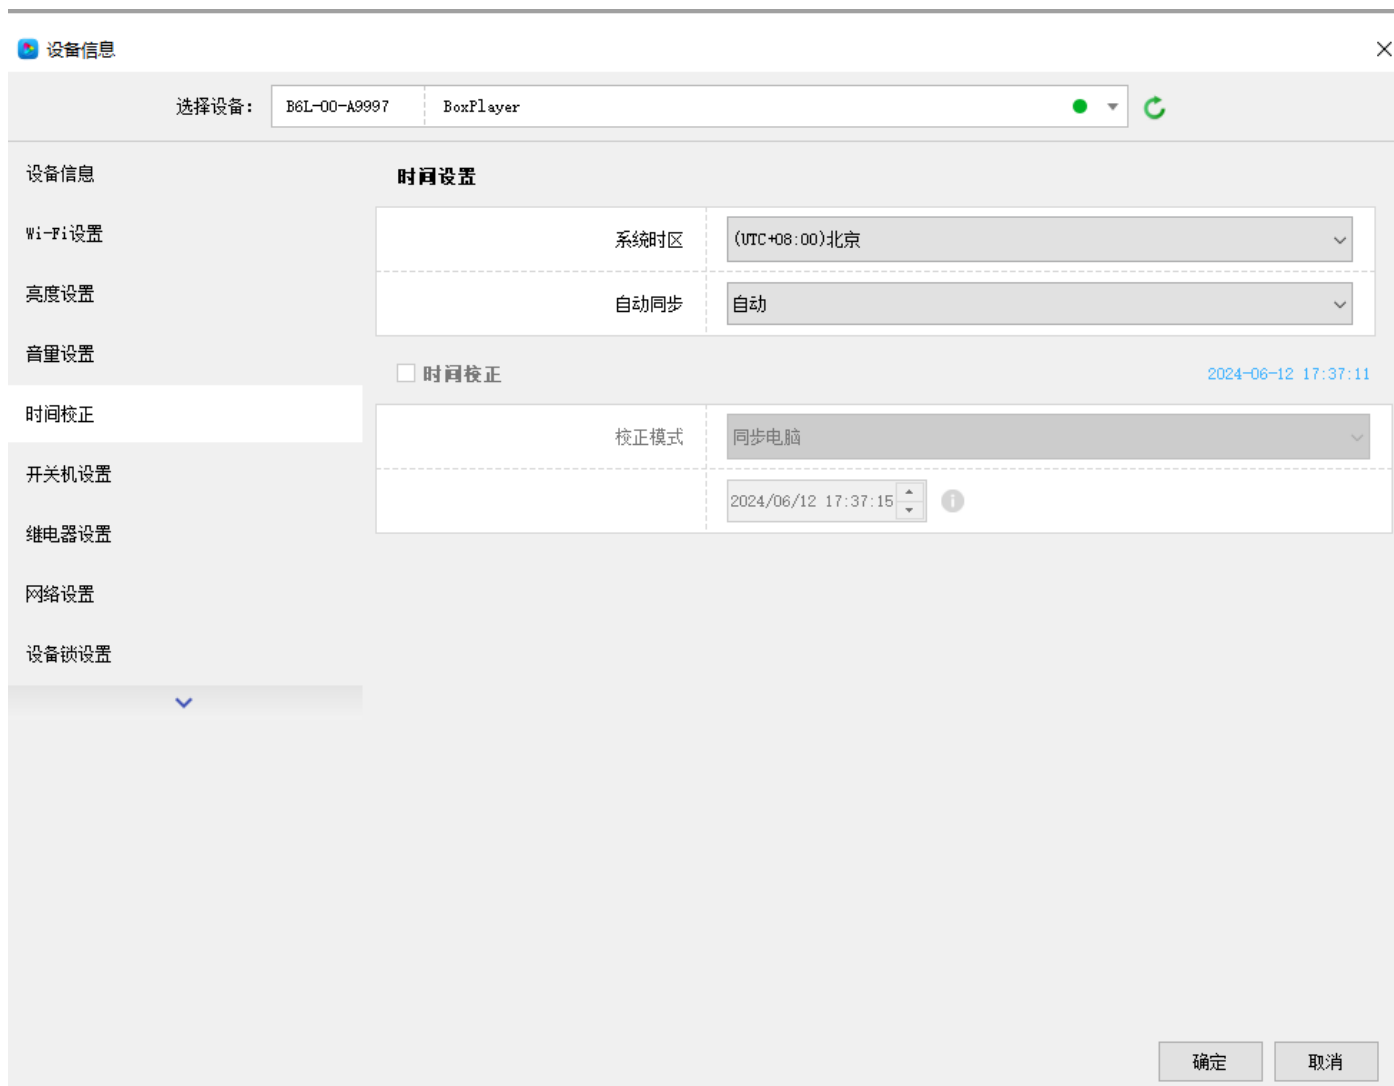 设备信息
选择设备： B6L-00-A9997 BoxPlayer
设备信息
Wi-Fi设置
亮度设置
音量设置
时间校正
开关机设置
继电器设置
网络设置
设备锁设置
时间设置
系统时区 (UTC+08:00)北京
自动同步 自动
时间校正 2024-06-12 17:37:11
校正模式 同步电脑
2024/06/12 17:37:15
确定 取消